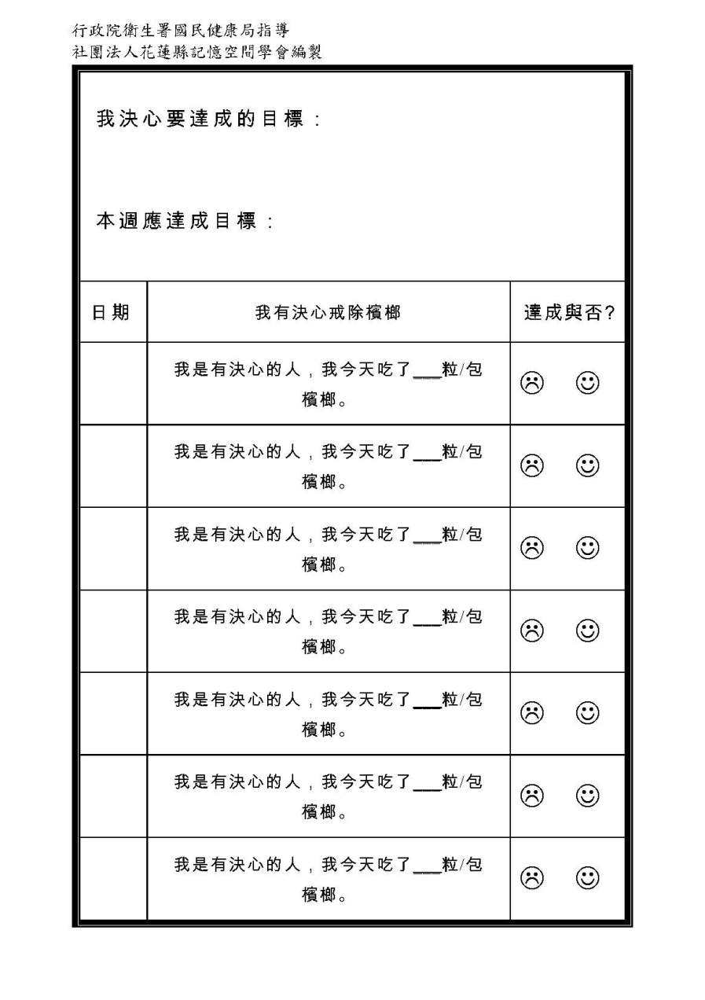 行政院衛生署國民健康局指導
社團法人花蓮縣記憶空間學會編製
我決心要達成的目標：
本週應達成目標：
日期 我有決心戒除檳榔 達成與否?
我是有決心的人，我今天吃了___粒/包
檳榔。
我是有決心的人，我今天吃了___粒/包
檳榔。
我是有決心的人，我今天吃了___粒/包
檳榔。
我是有決心的人，我今天吃了___粒/包
檳榔。
我是有決心的人，我今天吃了___粒/包
檳榔。
我是有決心的人，我今天吃了___粒/包
檳榔。
我是有決心的人，我今天吃了___粒/包
檳榔。